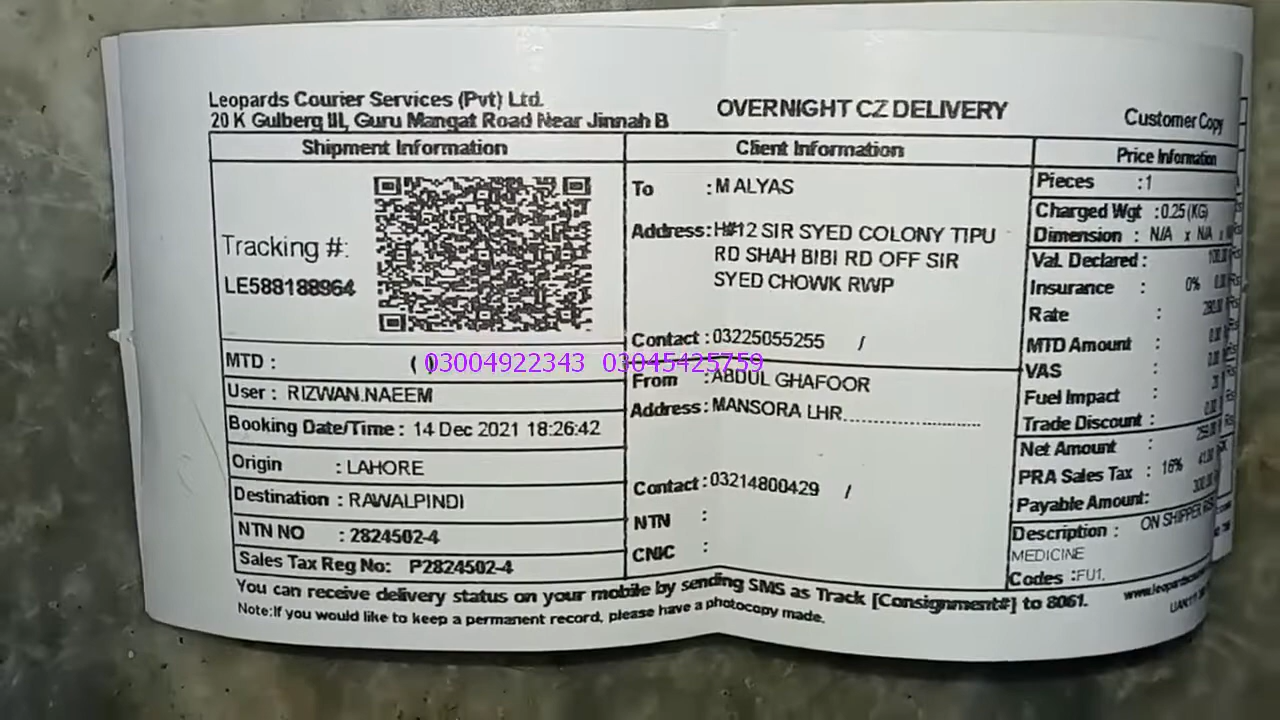 Leopards Courier Services (Pvt) Ltd.
20 K Gulberg III, Guru Mangat Road Near Jinnah B
OVERNIGHT CZ DELIVERY
Customer Copy
Shipment Information
Tracking #:
LE588188964
MTD : ( )
User : RIZWAN.NAEEM
Booking Date/Time : 14 Dec 2021 18:26:42
Origin : LAHORE
Destination : RAWALPINDI
NTN NO : 2824502-4
Sales Tax Reg No: P2824502-4
Client Information
To : M ALYAS
Address: H#12 SIR SYED COLONY TIPU
RD SHAH BIBI RD OFF SIR
SYED CHOWK RWP
Contact : 03225055255 /
03004922343 03045425759
From : ABDUL GHAFOOR
Address: MANSORA LHR
Contact : 03214800429 /
NTN :
CNIC :
Price Information
Pieces : 1
Charged Wgt : 0.25 (KG)
Dimension : N/A x N/A x
Val. Declared :
Insurance : 0%
Rate :
MTD Amount :
VAS :
Fuel Impact :
Trade Discount :
Net Amount :
PRA Sales Tax : 16%
Payable Amount:
Description : ON SHIPPER
MEDICINE
Codes : FU1,
You can receive delivery status on your mobile by sending SMS as Track [Consignment#] to 8061.
Note:If you would like to keep a permanent record, please have a photocopy made.